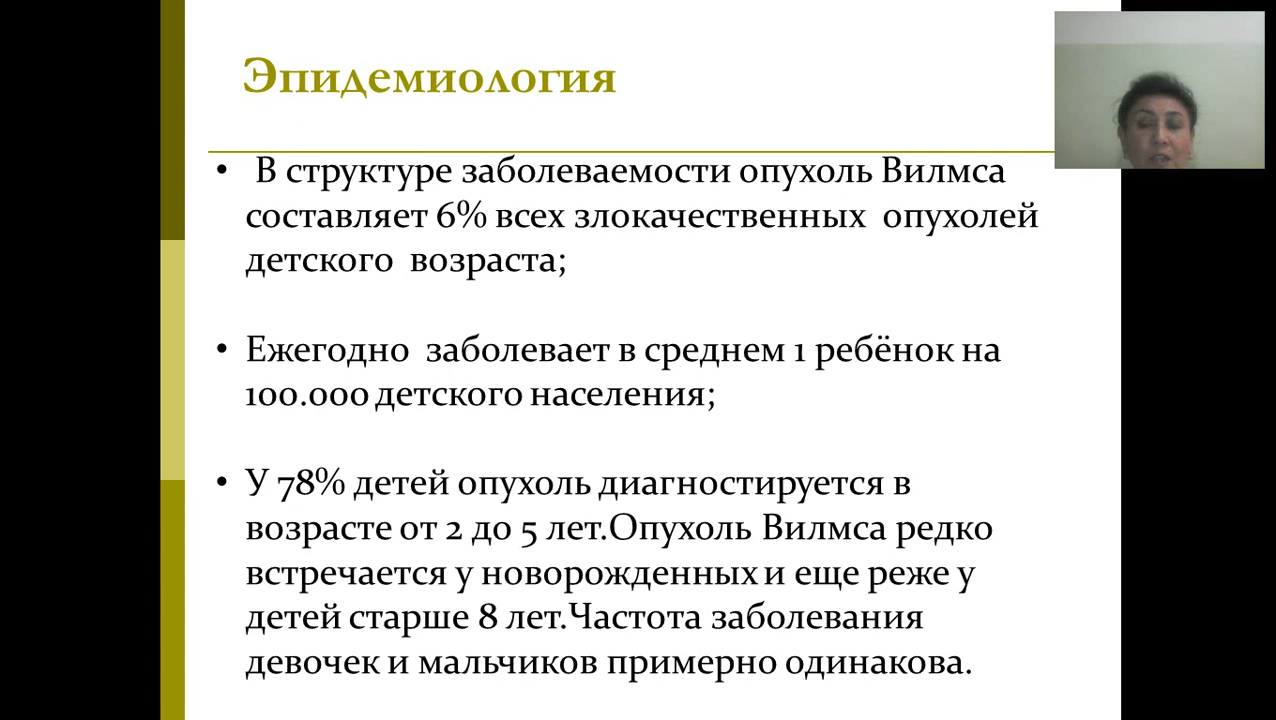 Эпидемиология
• В структуре заболеваемости опухоль Вилмса
составляет 6% всех злокачественных опухолей
детского возраста;
• Ежегодно заболевает в среднем 1 ребёнок на
100.000 детского населения;
• У 78% детей опухоль диагностируется в
возрасте от 2 до 5 лет.Опухоль Вилмса редко
встречается у новорожденных и еще реже у
детей старше 8 лет.Частота заболевания
девочек и мальчиков примерно одинакова.